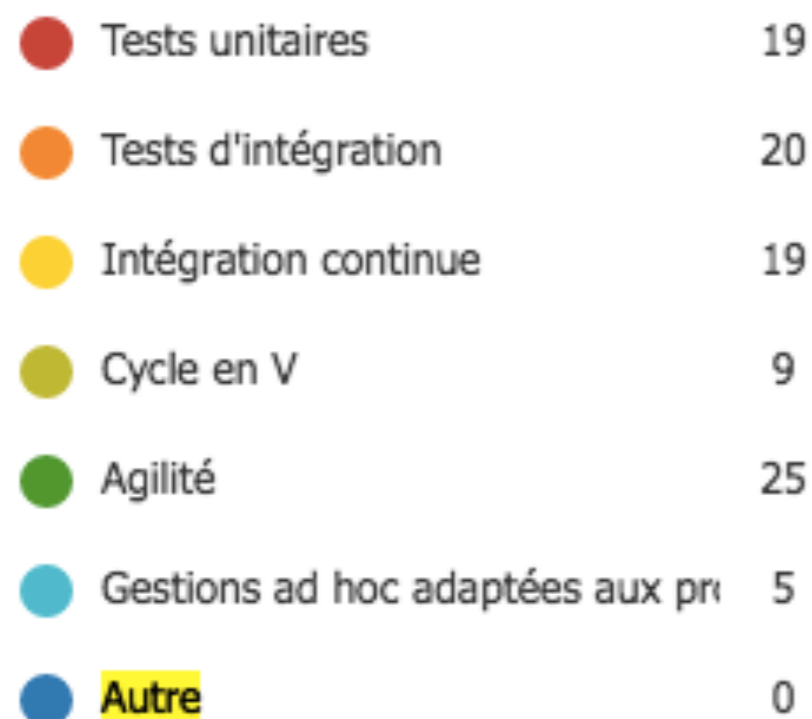 Tests unitaires 19
Tests d'intégration 20
Intégration continue 19
Cycle en V 9
Agilité 25
Gestions ad hoc adaptées aux 5
Autre 0